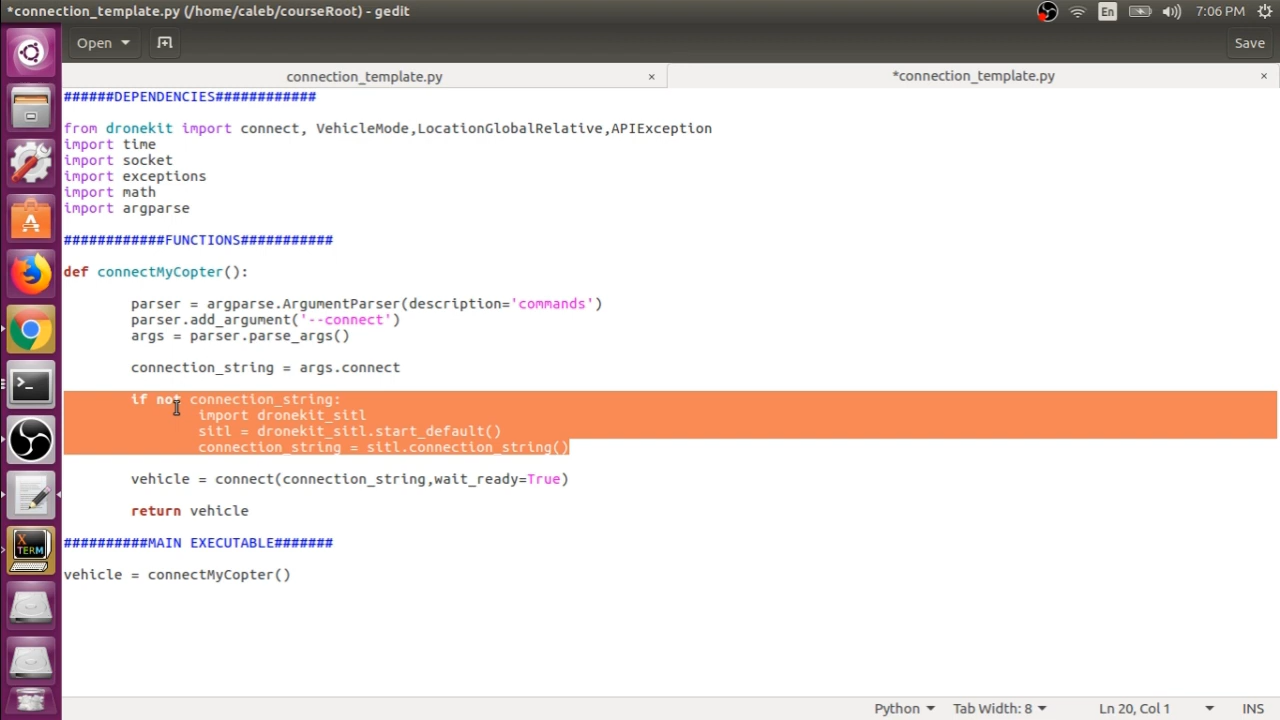 *connection_template.py (/home/caleb/courseRoot) - gedit
En
7:06 PM
Open
Save
connection_template.py ×
*connection_template.py ×
######DEPENDENCIES############
from dronekit import connect, VehicleMode,LocationGlobalRelative,APIException
import time
import socket
import exceptions
import math
import argparse
############FUNCTIONS###########
def connectMyCopter():
parser = argparse.ArgumentParser(description='commands')
parser.add_argument('--connect')
args = parser.parse_args()
connection_string = args.connect
if not connection_string:
import dronekit_sitl
sitl = dronekit_sitl.start_default()
connection_string = sitl.connection_string()
vehicle = connect(connection_string,wait_ready=True)
return vehicle
##########MAIN EXECUTABLE#######
vehicle = connectMyCopter()
X
TERM
Python
Tab Width: 8
Ln 20, Col 1
INS